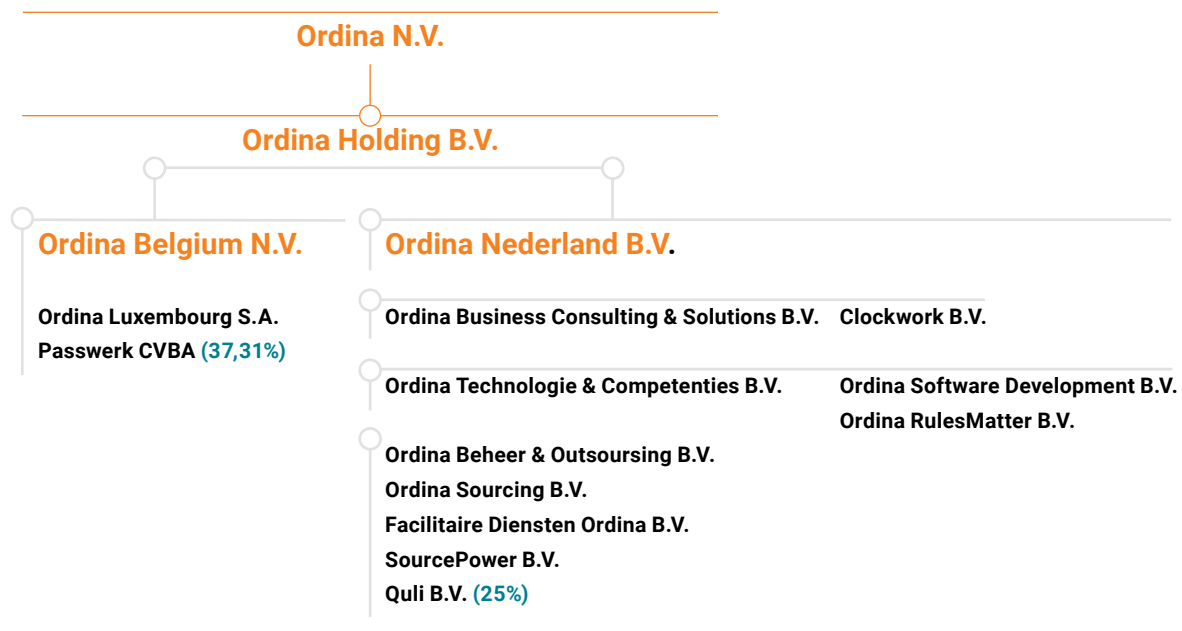 Ordina N.V.
Ordina Holding B.V.
Ordina Belgium N.V.
Ordina Luxembourg S.A.
Passwerk CVBA (37,31%)
Ordina Nederland B.V.
Ordina Business Consulting & Solutions B.V. Clockwork B.V.
Ordina Technologie & Competenties B.V. Ordina Software Development B.V.
Ordina RulesMatter B.V.
Ordina Beheer & Outsoursing B.V.
Ordina Sourcing B.V.
Facilitaire Diensten Ordina B.V.
SourcePower B.V.
Quli B.V. (25%)